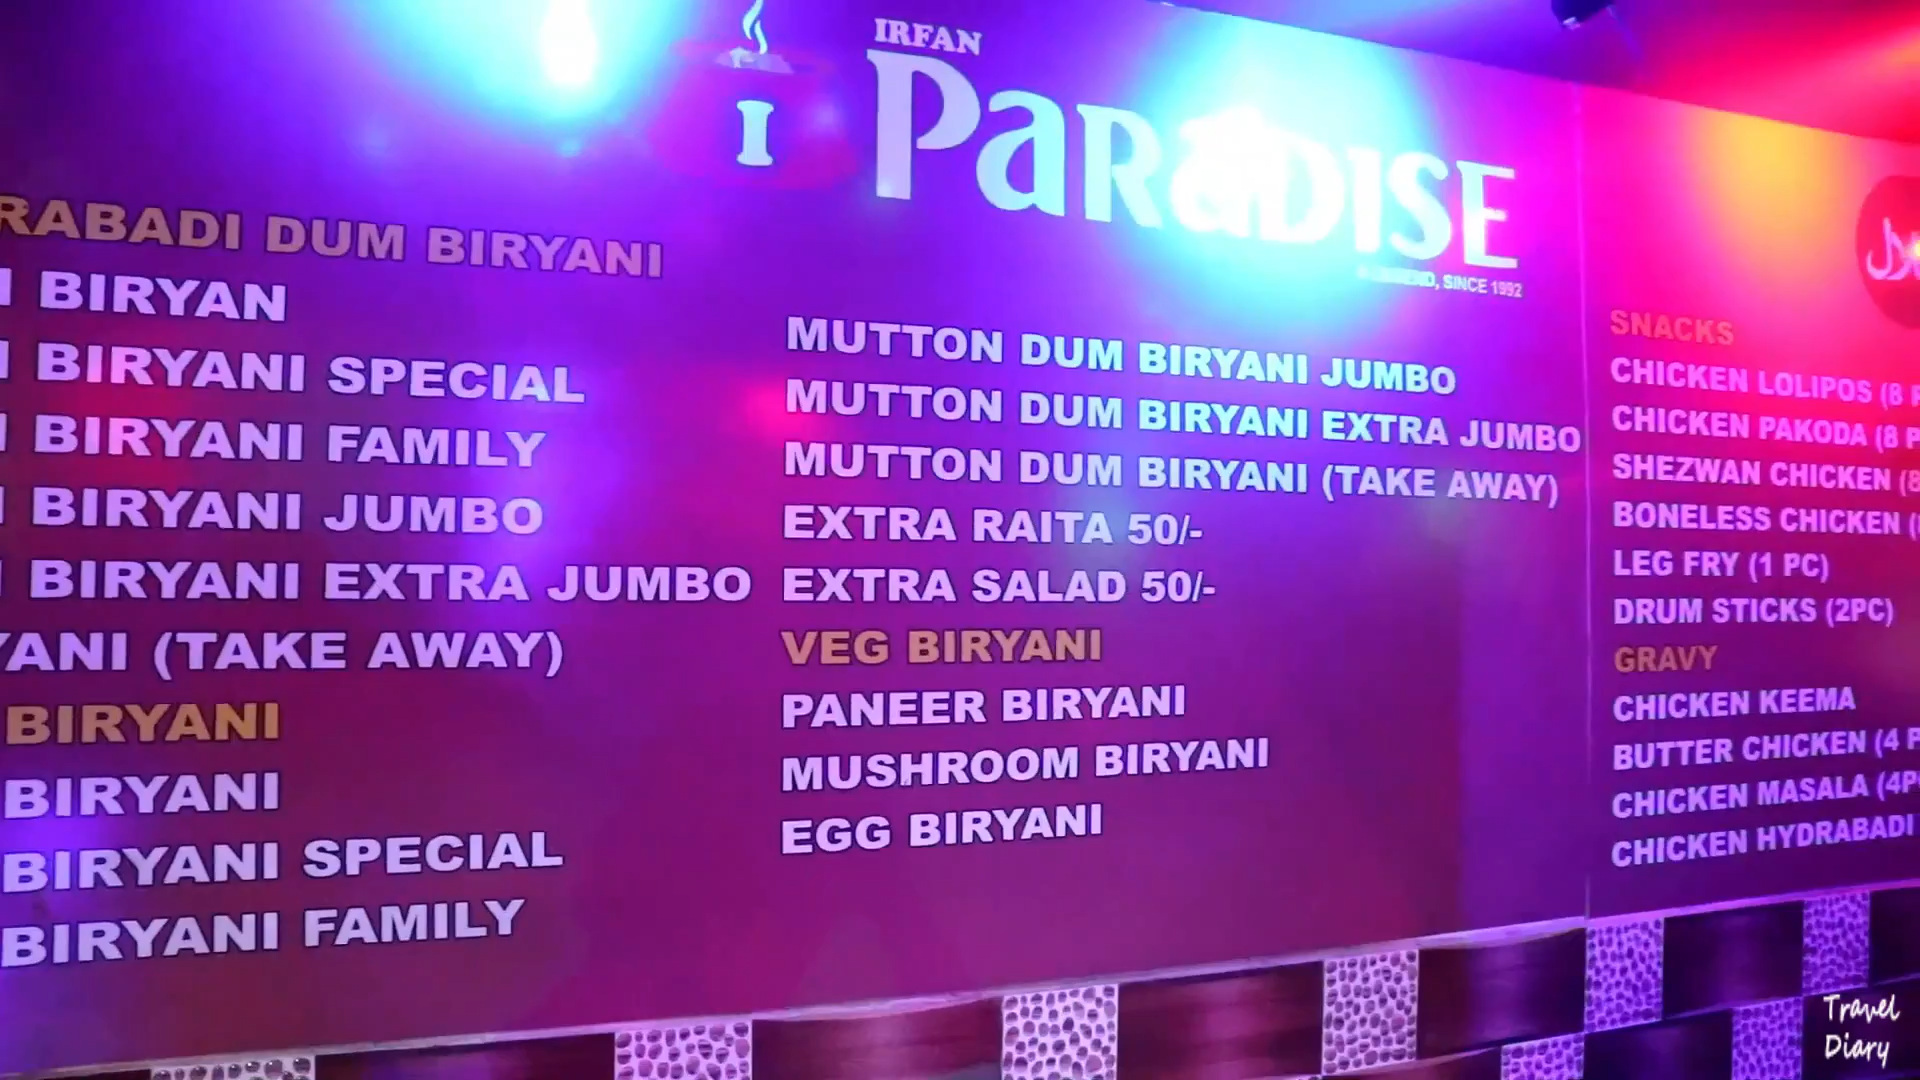 IRFAN
PaRaDISE
SINCE 1992
I
DUM BIRYANI
BIRYAN
BIRYANI SPECIAL
BIRYANI FAMILY
BIRYANI JUMBO
BIRYANI EXTRA JUMBO
(TAKE AWAY)
BIRYANI
BIRYANI
BIRYANI SPECIAL
BIRYANI FAMILY
MUTTON DUM BIRYANI JUMBO
MUTTON DUM BIRYANI EXTRA JUMBO
MUTTON DUM BIRYANI (TAKE AWAY)
EXTRA RAITA 50/-
EXTRA SALAD 50/-
VEG BIRYANI
PANEER BIRYANI
MUSHROOM BIRYANI
EGG BIRYANI
SNACKS
CHICKEN LOLIPOS (8
CHICKEN PAKODA (8
SHEZWAN CHICKEN (8
BONELESS CHICKEN
LEG FRY (1 PC)
DRUM STICKS (2PC)
GRAVY
CHICKEN KEEMA
BUTTER CHICKEN (4
CHICKEN MASALA
CHICKEN HYDRABADI
Travel
Diary